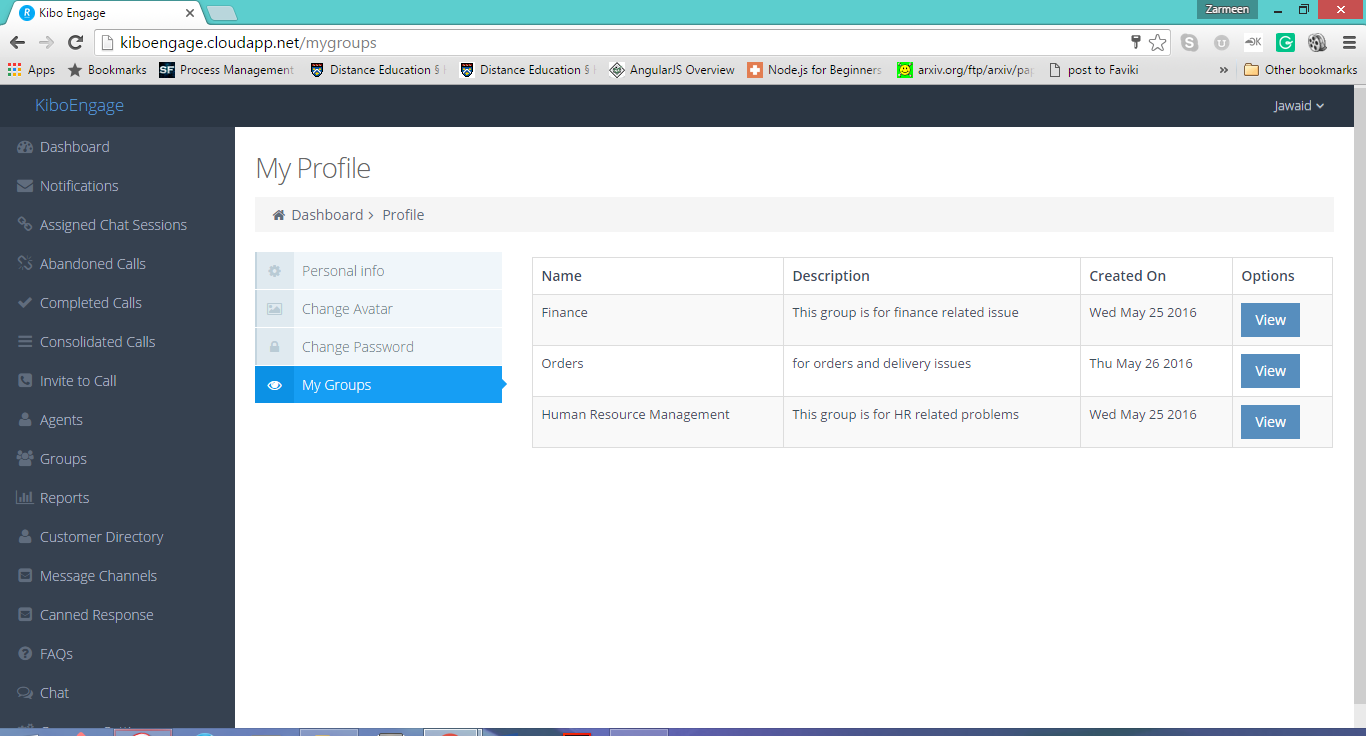 Kibo Engage
Zarmeen
kiboengage.cloudapp.net/mygroups
Apps Bookmarks SF Process Management Distance Education § Distance Education § AngularJS Overview Node.js for Beginners arxiv.org/ftp/arxiv/pap post to Faviki » Other bookmarks
KiboEngage
Jawaid
Dashboard
Notifications
Assigned Chat Sessions
Abandoned Calls
Completed Calls
Consolidated Calls
Invite to Call
Agents
Groups
Reports
Customer Directory
Message Channels
Canned Response
FAQs
Chat
My Profile
Dashboard > Profile
Personal info
Change Avatar
Change Password
My Groups
Name Description Created On Options
Finance This group is for finance related issue Wed May 25 2016 View
Orders for orders and delivery issues Thu May 26 2016 View
Human Resource Management This group is for HR related problems Wed May 25 2016 View